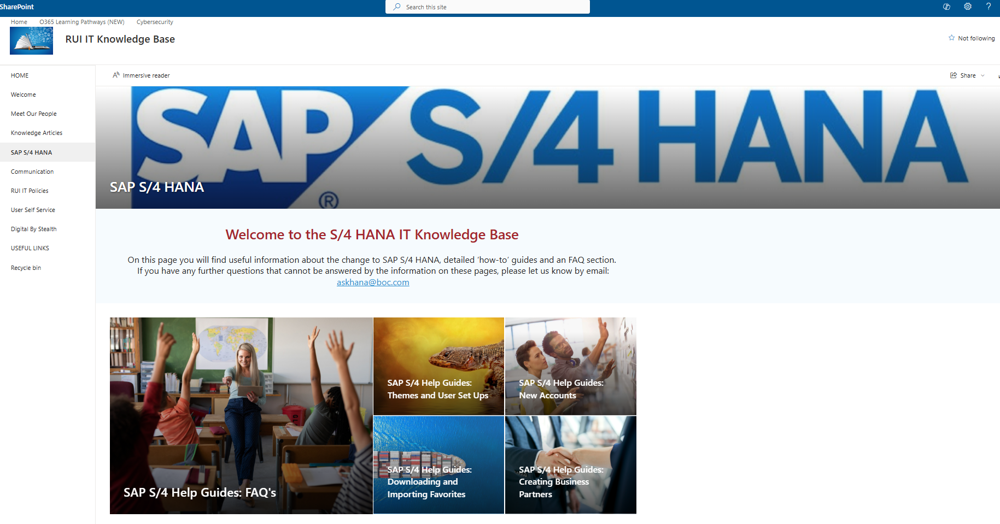 SharePoint
Search this site
?
Home
O365 Learning Pathways (NEW)
Cybersecurity
RUI IT Knowledge Base
Not following
HOME
Welcome
Meet Our People
Knowledge Articles
SAP S/4 HANA
Communication
RUI IT Policies
User Self Service
Digital By Stealth
USEFUL LINKS
Recycle bin
Immersive reader
Share
SAP S/4 HANA
®
SAP S/4 HANA
Welcome to the S/4 HANA IT Knowledge Base
On this page you will find useful information about the change to SAP S/4 HANA, detailed ‘how-to’ guides and an FAQ section.
If you have any further questions that cannot be answered by the information on these pages, please let us know by email:
askhana@boc.com
SAP S/4 Help Guides: FAQ's
SAP S/4 Help Guides:
Themes and User Set Ups
SAP S/4 Help Guides:
New Accounts
SAP S/4 Help Guides:
Downloading and
Importing Favorites
SAP S/4 Help Guides:
Creating Business
Partners